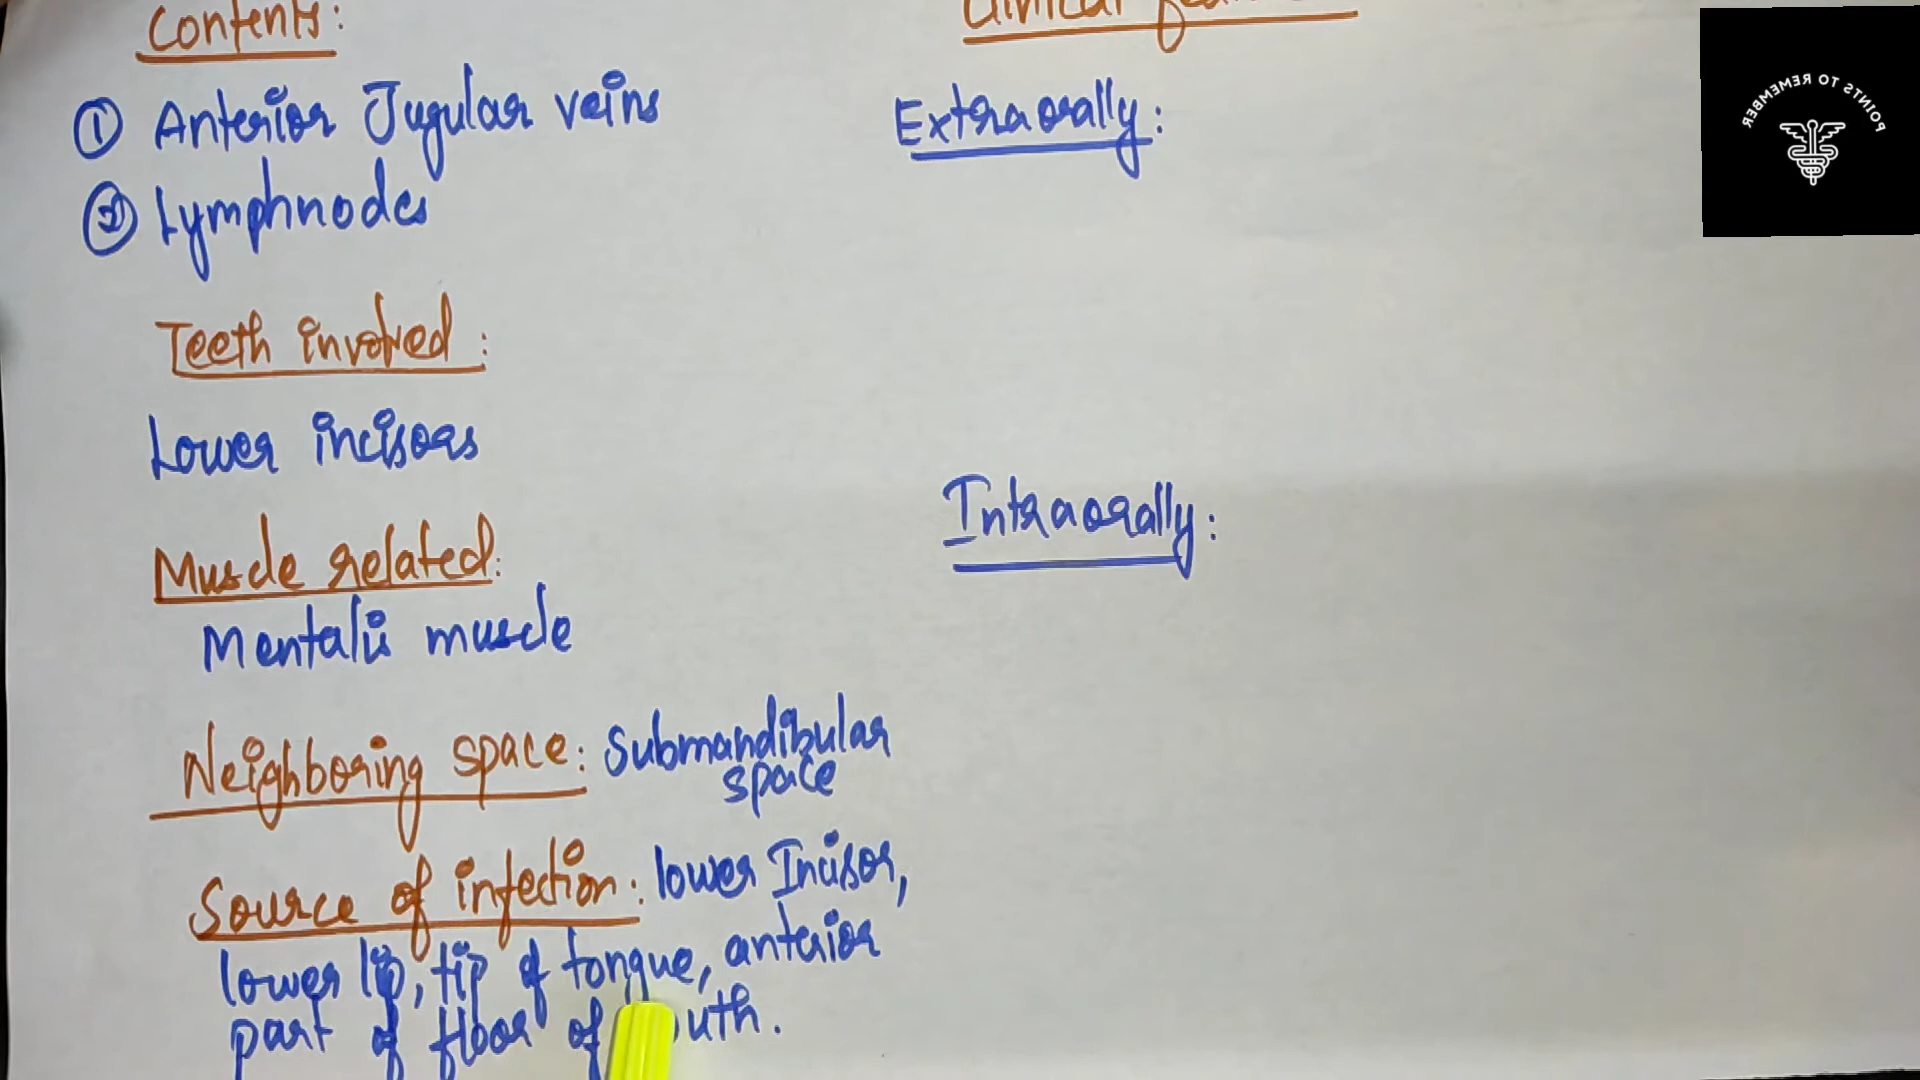 Contents:
① Anterior Jugular veins
② Lymphnodes
Teeth involved:
Lower incisors
Muscle related:
Mentalis muscle
Neighboring space: Submandibular
space
Source of infection: lower Incisor,
lower lip, tip of tongue, anterior
part of floor of
Clinical
Extraorally:
Intraorally:
POINTS TO REMEMBER